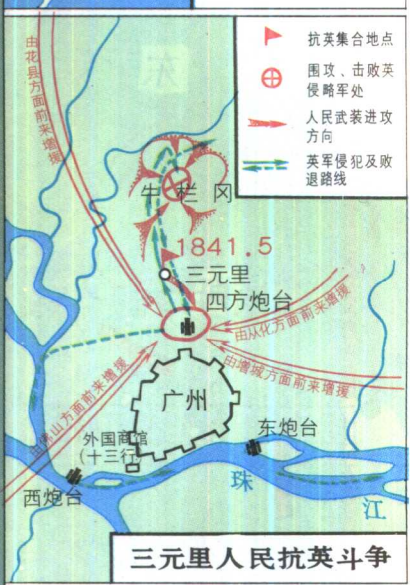 抗英集合地点
围攻、击败英
侵略军处
人民武装进攻
方向
英军侵犯及败
退路线
由花县方面前来增援
牛栏冈
1841.5
三元里
四方炮台
由从化方面前来增援
由增城方面前来增援
由佛山方面前来增援
广州
外国商馆
(十三行)
东炮台
西炮台
珠
江
三元里人民抗英斗争